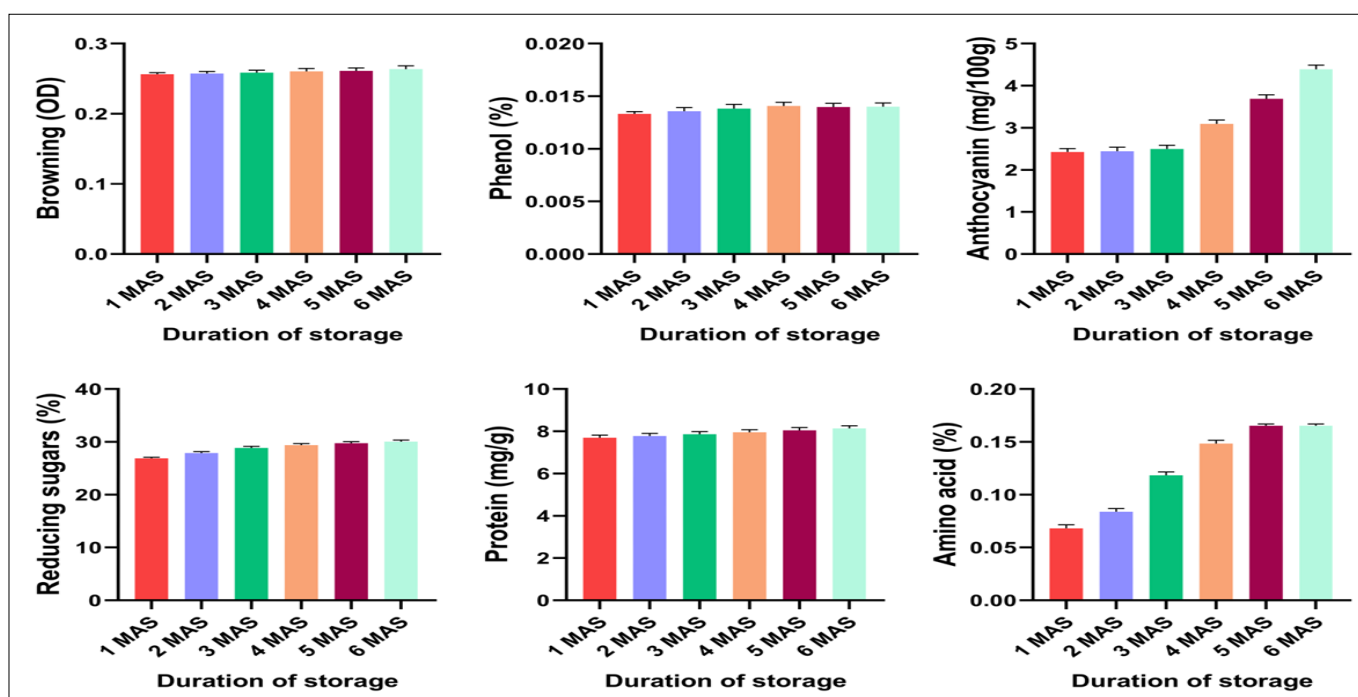 Browning (OD)
0.3
0.2
0.1
0.0
1 MAS
2 MAS
3 MAS
4 MAS
5 MAS
6 MAS
Duration of storage
Phenol (%)
0.020
0.015
0.010
0.005
0.000
1 MAS
2 MAS
3 MAS
4 MAS
5 MAS
6 MAS
Duration of storage
Anthocyanin (mg/100g)
5
4
3
2
1
0
1 MAS
2 MAS
3 MAS
4 MAS
5 MAS
6 MAS
Duration of storage
Reducing sugars (%)
40
30
20
10
0
1 MAS
2 MAS
3 MAS
4 MAS
5 MAS
6 MAS
Duration of storage
Protein (mg/g)
10
8
6
4
2
0
1 MAS
2 MAS
3 MAS
4 MAS
5 MAS
6 MAS
Duration of storage
Amino acid (%)
0.20
0.15
0.10
0.05
0.00
1 MAS
2 MAS
3 MAS
4 MAS
5 MAS
6 MAS
Duration of storage